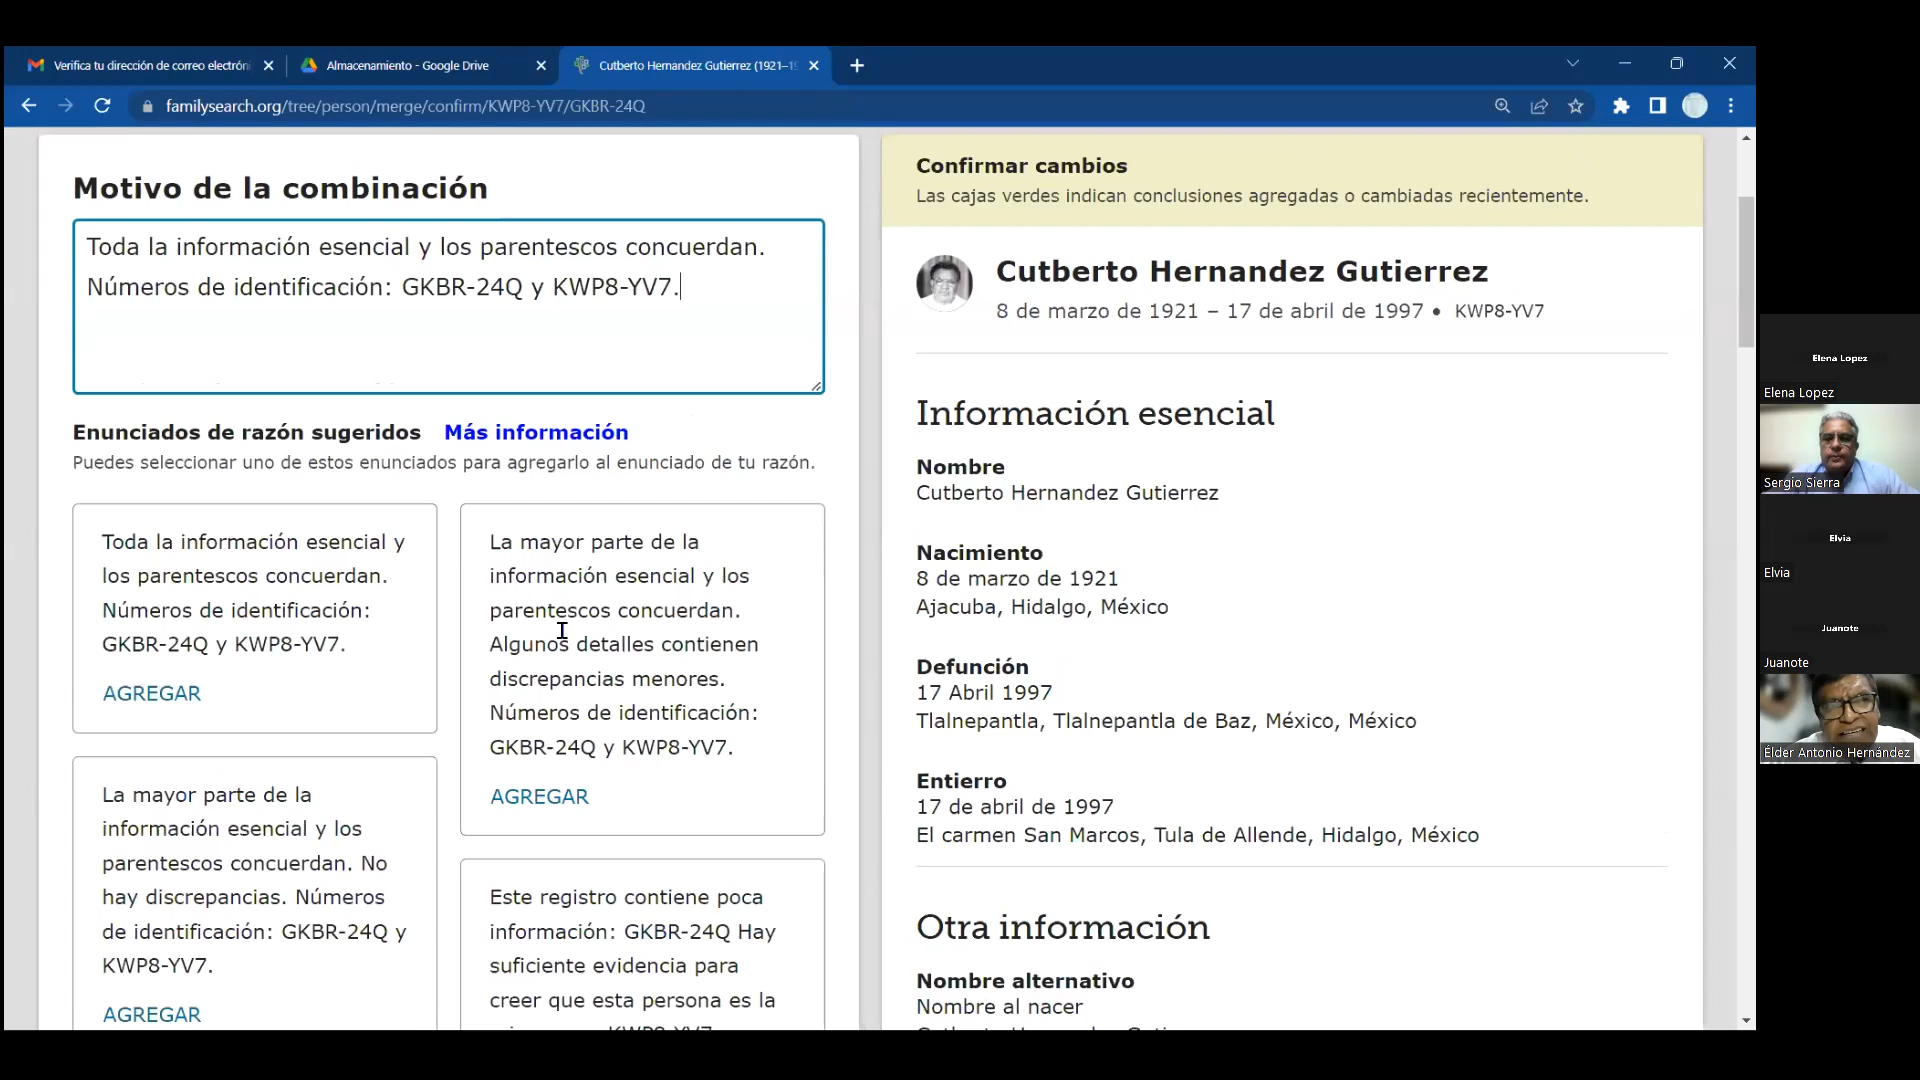 Verifica tu dirección de correo electróni
Almacenamiento - Google Drive
Cutberto Hernandez Gutierrez (1921–19
familysearch.org/tree/person/merge/confirm/KWP8-YV7/GKBR-24Q
Motivo de la combinación
Toda la información esencial y los parentescos concuerdan.
Números de identificación: GKBR-24Q y KWP8-YV7.
Enunciados de razón sugeridos Más información
Puedes seleccionar uno de estos enunciados para agregarlo al enunciado de tu razón.
Toda la información esencial y
los parentescos concuerdan.
Números de identificación:
GKBR-24Q y KWP8-YV7.
AGREGAR
La mayor parte de la
información esencial y los
parentescos concuerdan. No
hay discrepancias. Números
de identificación: GKBR-24Q y
KWP8-YV7.
AGREGAR
La mayor parte de la
información esencial y los
parentescos concuerdan.
Algunos detalles contienen
discrepancias menores.
Números de identificación:
GKBR-24Q y KWP8-YV7.
AGREGAR
Este registro contiene poca
información: GKBR-24Q Hay
suficiente evidencia para
creer que esta persona es la
KWP8-YV7
Confirmar cambios
Las cajas verdes indican conclusiones agregadas o cambiadas recientemente.
Cutberto Hernandez Gutierrez
8 de marzo de 1921 – 17 de abril de 1997 • KWP8-YV7
Información esencial
Nombre
Cutberto Hernandez Gutierrez
Nacimiento
8 de marzo de 1921
Ajacuba, Hidalgo, México
Defunción
17 Abril 1997
Tlalnepantla, Tlalnepantla de Baz, México, México
Entierro
17 de abril de 1997
El carmen San Marcos, Tula de Allende, Hidalgo, México
Otra información
Nombre alternativo
Nombre al nacer
Elena Lopez
Elena Lopez
Sergio Sierra
Elvia
Elvia
Juanote
Juanote
Élder Antonio Hernández